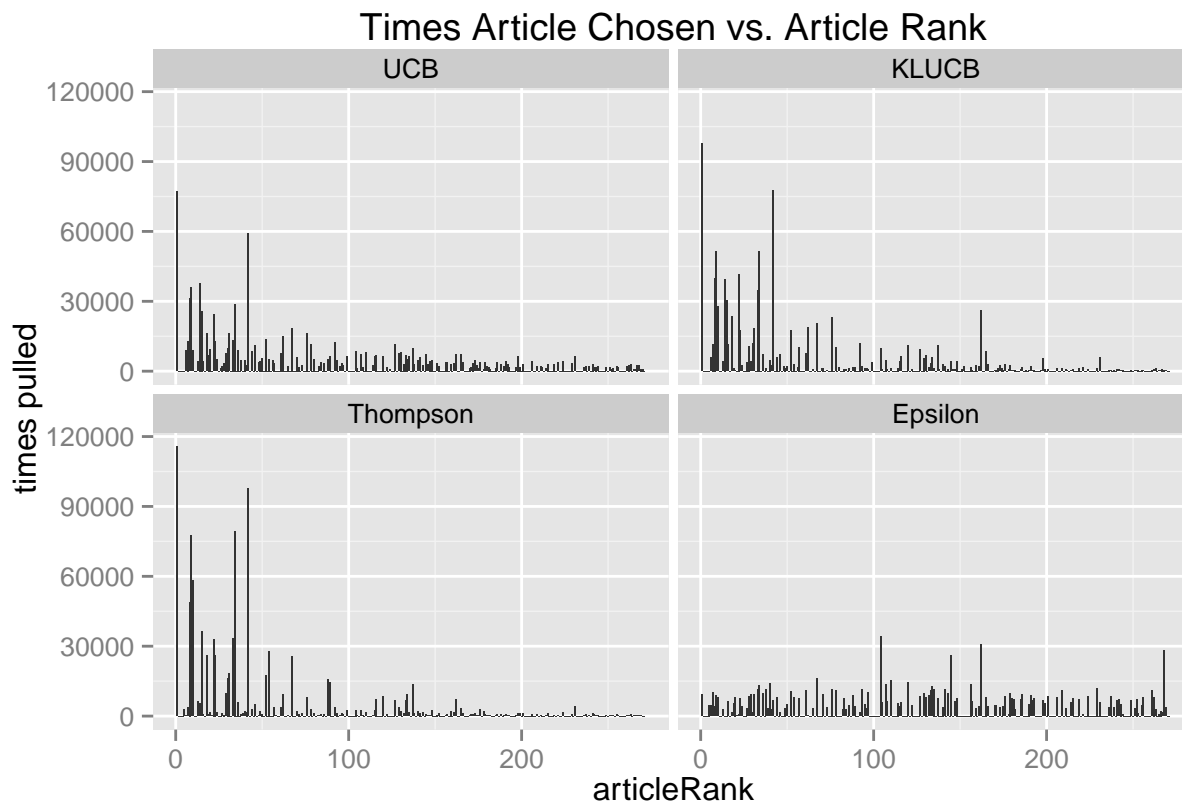 Times Article Chosen vs. Article Rank
UCB
KLUCB
120000
90000
60000
30000
0
Thompson
Epsilon
120000
90000
60000
30000
0
times pulled
0
100
200
0
100
200
articleRank